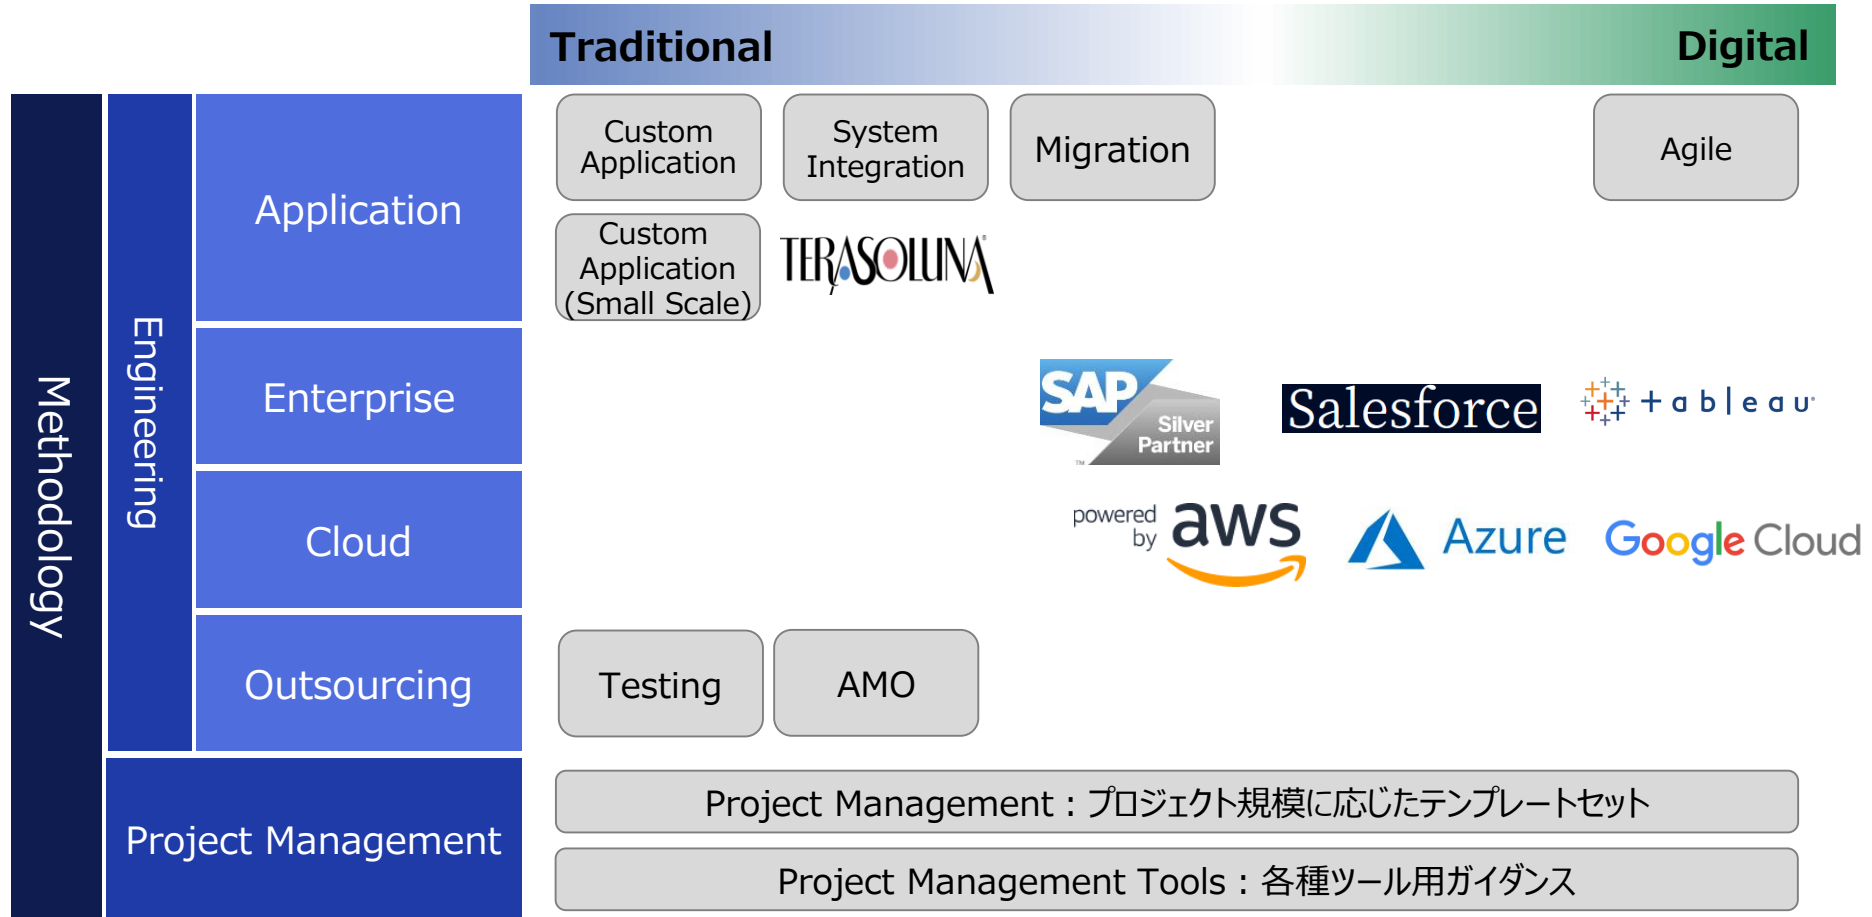 Traditional
Digital
Methodology
Engineering
Application
Custom
Application
System
Integration
Migration
Agile
Custom
Application
(Small Scale)
TERASOLUNA®
Enterprise
SAP
Silver
Partner
TM
Salesforce
+ableau
Cloud
powered
by
aws
Azure
Google Cloud
Outsourcing
Testing
AMO
Project Management
Project Management:プロジェクト規模に応じたテンプレートセット
Project Management Tools:各種ツール用ガイダンス